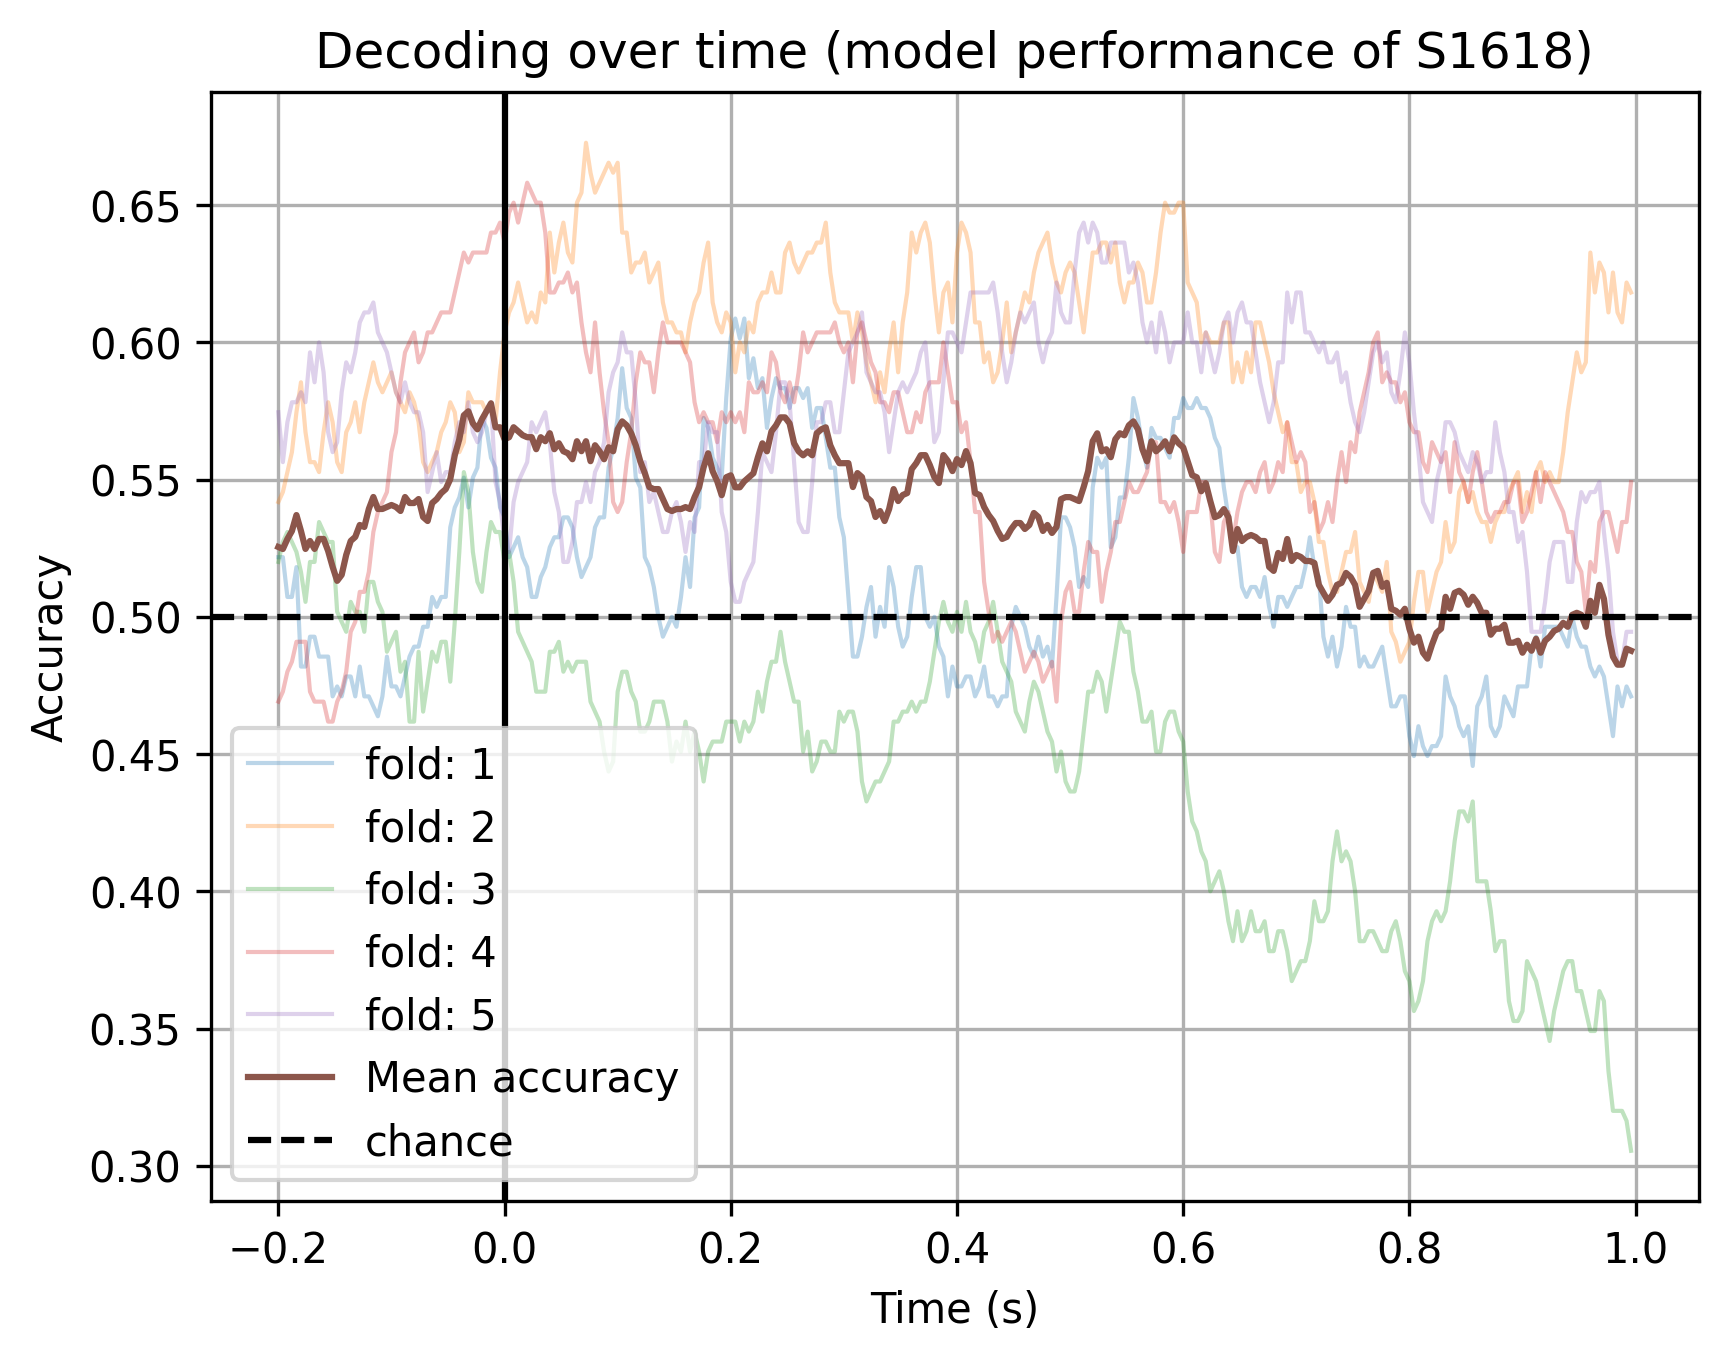 Decoding over time (model performance of S1618)
Accuracy
0.65
0.60
0.55
0.50
0.45
0.40
0.35
0.30
fold: 1
fold: 2
fold: 3
fold: 4
fold: 5
Mean accuracy
chance
−0.2 0.0 0.2 0.4 0.6 0.8 1.0
Time (s)